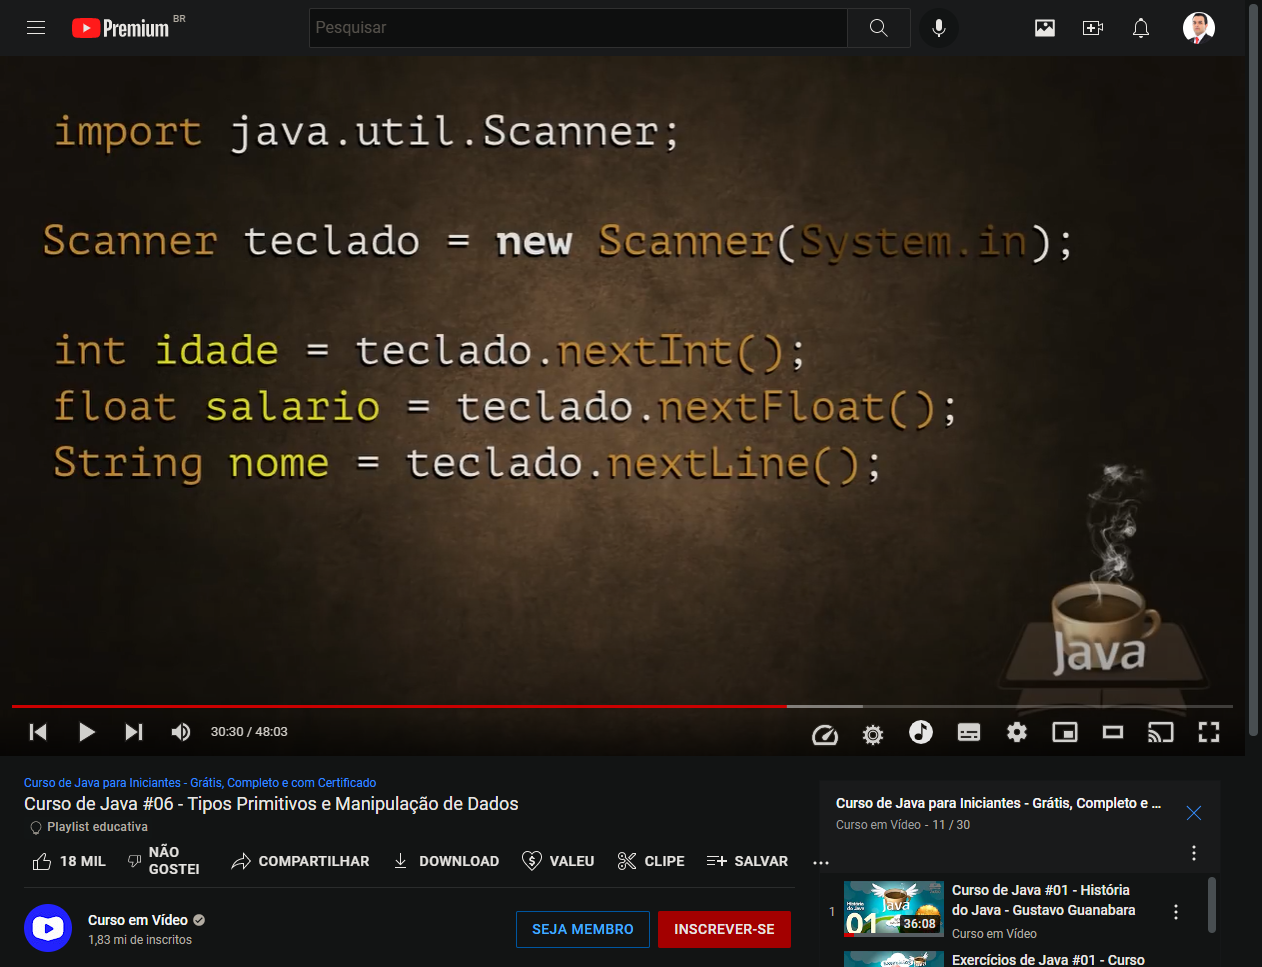 Premium BR
Pesquisar
import java.util.Scanner;
Scanner teclado = new Scanner(System.in);
int idade = teclado.nextInt();
float salario = teclado.nextFloat();
String nome = teclado.nextLine();
Java
30:30 / 48:03
Curso de Java para Iniciantes - Grátis, Completo e com Certificado
Curso de Java #06 - Tipos Primitivos e Manipulação de Dados
Playlist educativa
18 MIL
NÃO
GOSTEI
COMPARTILHAR
DOWNLOAD
VALEU
CLIPE
SALVAR
Curso em Vídeo
1,83 mi de inscritos
SEJA MEMBRO
INSCREVER-SE
Curso de Java para Iniciantes - Grátis, Completo e ...
Curso em Vídeo - 11 / 30
1
História
do Java
01
Java
36:08
Curso de Java #01 - História
do Java - Gustavo Guanabara
Curso em Vídeo
Exercícios de Java #01 - Curso